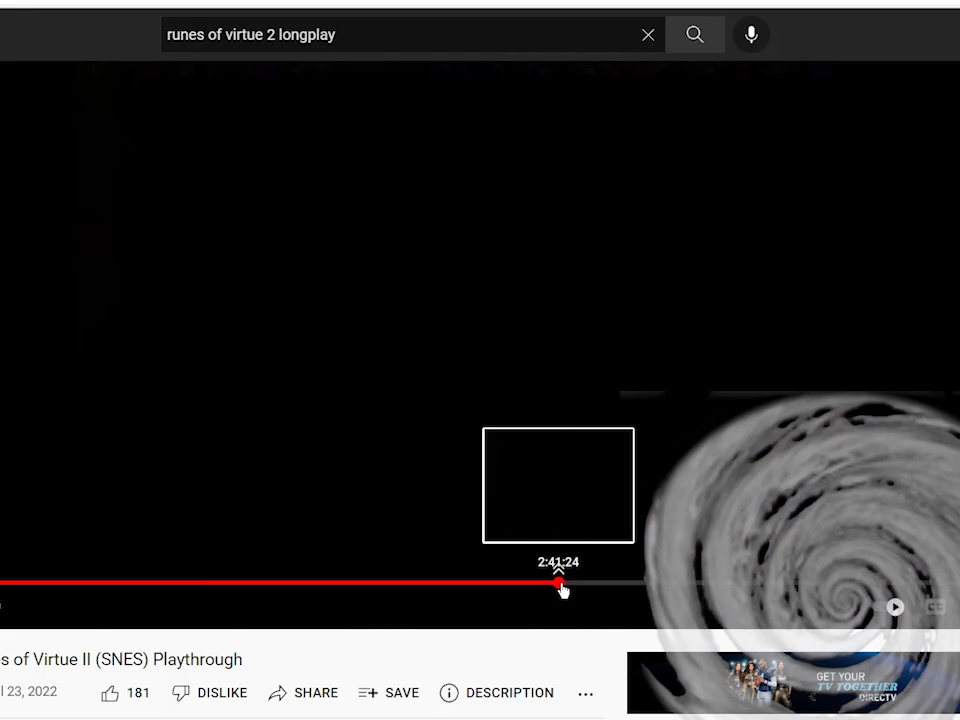 runes of virtue 2 longplay
2:41:24
s of Virtue II (SNES) Playthrough
l 23, 2022
181
DISLIKE
SHARE
SAVE
DESCRIPTION
...
CC
GET YOUR
TV TOGETHER
DIRECTV